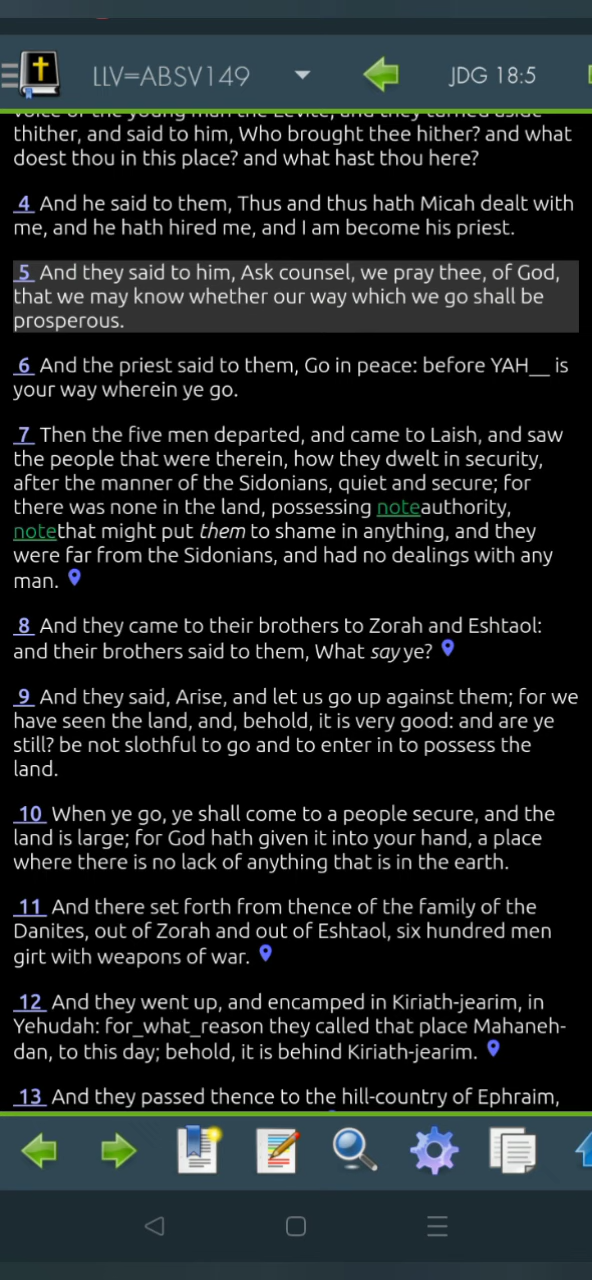 LLV=ABSV149 JDG 18:5
voice of the young man the Levite; and they turned aside
thither, and said to him, Who brought thee hither? and what
doest thou in this place? and what hast thou here?
4 And he said to them, Thus and thus hath Micah dealt with
me, and he hath hired me, and I am become his priest.
5 And they said to him, Ask counsel, we pray thee, of God,
that we may know whether our way which we go shall be
prosperous.
6 And the priest said to them, Go in peace: before YAH__ is
your way wherein ye go.
7 Then the five men departed, and came to Laish, and saw
the people that were therein, how they dwelt in security,
after the manner of the Sidonians, quiet and secure; for
there was none in the land, possessing noteauthority,
notethat might put them to shame in anything, and they
were far from the Sidonians, and had no dealings with any
man.
8 And they came to their brothers to Zorah and Eshtaol:
and their brothers said to them, What say ye?
9 And they said, Arise, and let us go up against them; for we
have seen the land, and, behold, it is very good: and are ye
still? be not slothful to go and to enter in to possess the
land.
10 When ye go, ye shall come to a people secure, and the
land is large; for God hath given it into your hand, a place
where there is no lack of anything that is in the earth.
11 And there set forth from thence of the family of the
Danites, out of Zorah and out of Eshtaol, six hundred men
girt with weapons of war.
12 And they went up, and encamped in Kiriath-jearim, in
Yehudah: for_what_reason they called that place Mahaneh-
dan, to this day; behold, it is behind Kiriath-jearim.
13 And they passed thence to the hill-country of Ephraim,